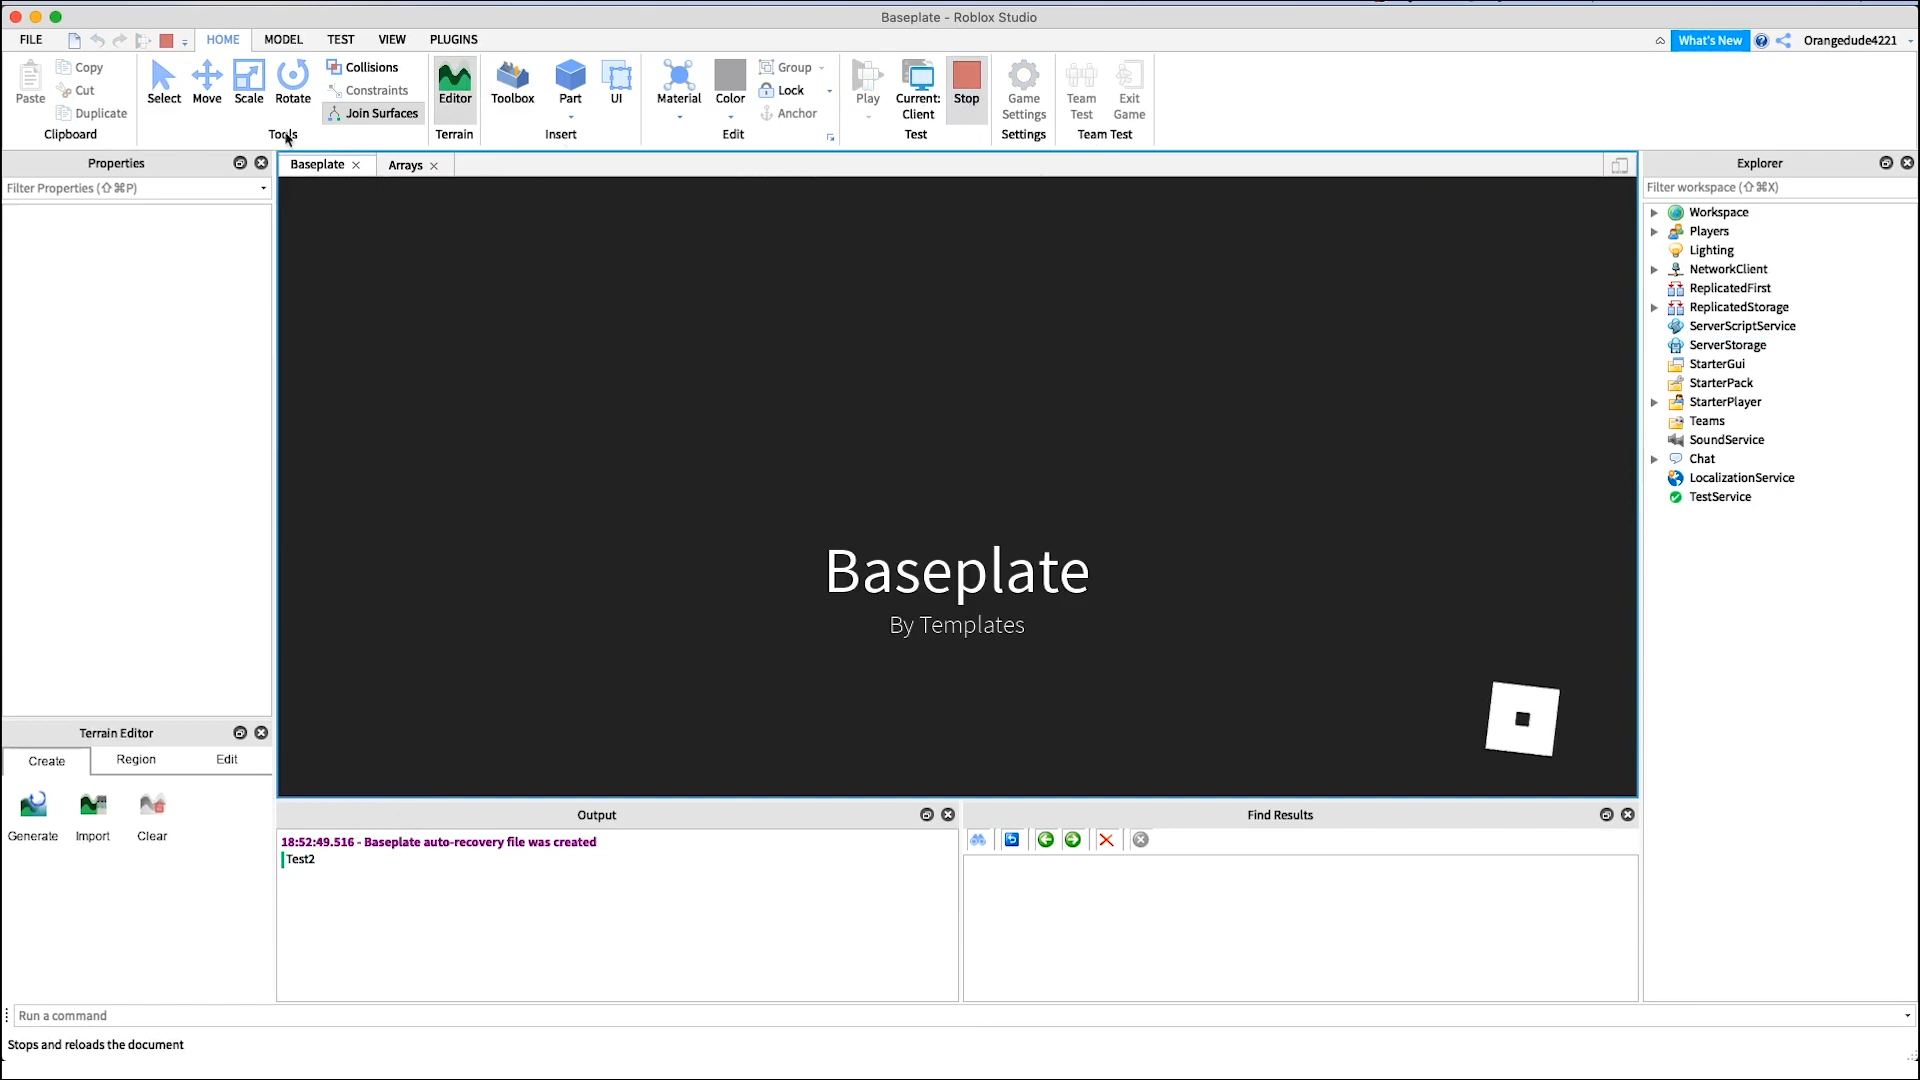 Baseplate - Roblox Studio
FILE HOME MODEL TEST VIEW PLUGINS What's New Orangedude4221
Paste Copy Cut Duplicate Clipboard
Select Move Scale Rotate Collisions Constraints Join Surfaces Tools
Editor Terrain
Toolbox Part UI Insert
Material Color Group Lock Anchor Edit
Play Current: Client Stop Test
Game Settings Settings
Team Test Exit Game Team Test
Properties
Filter Properties (⇧⌘P)
Baseplate Arrays
Baseplate
By Templates
Explorer
Filter workspace (⇧⌘X)
Workspace
Players
Lighting
NetworkClient
ReplicatedFirst
ReplicatedStorage
ServerScriptService
ServerStorage
StarterGui
StarterPack
StarterPlayer
Teams
SoundService
Chat
LocalizationService
TestService
Terrain Editor
Create Region Edit
Generate Import Clear
Output
18:52:49.516 - Baseplate auto-recovery file was created
Test2
Find Results
Run a command
Stops and reloads the document